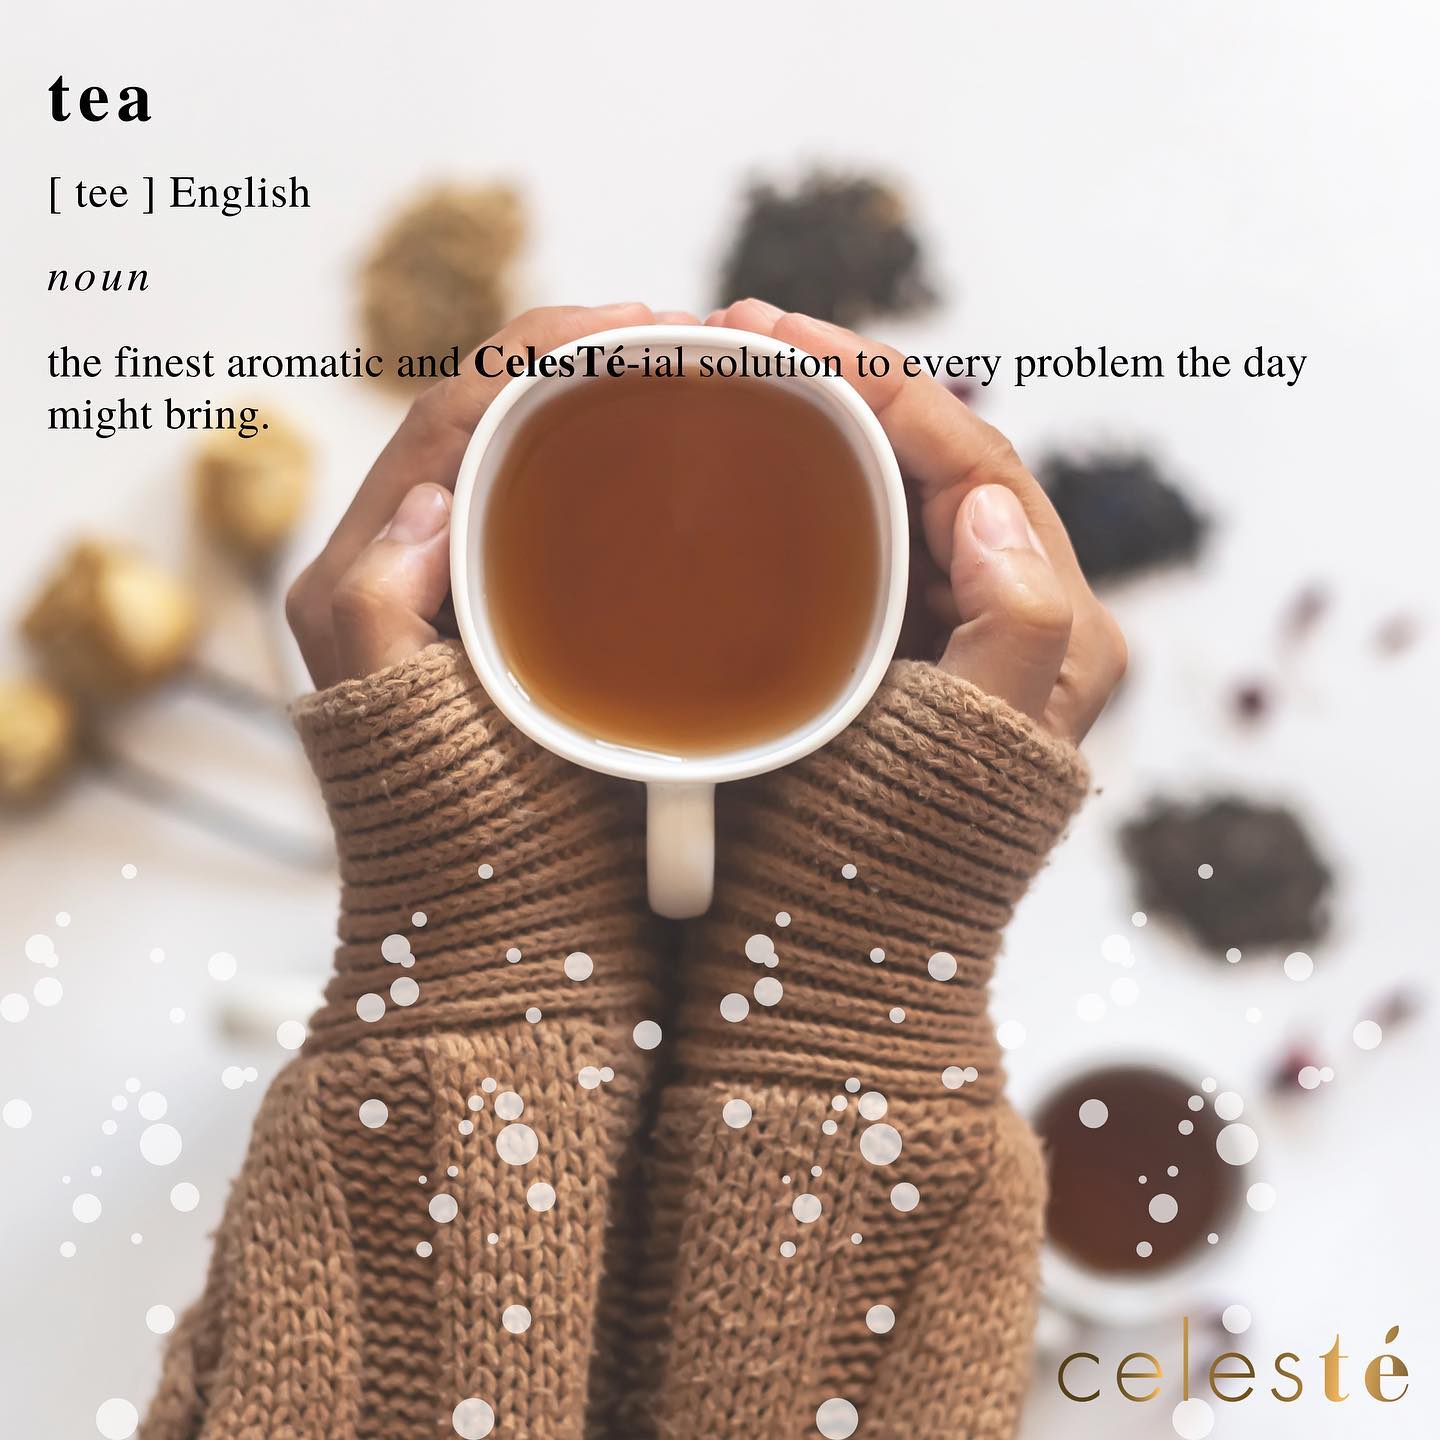 tea
[ tee ] English
noun
the finest aromatic and CelesTé-ial solution to every problem the day
might bring.
celesté